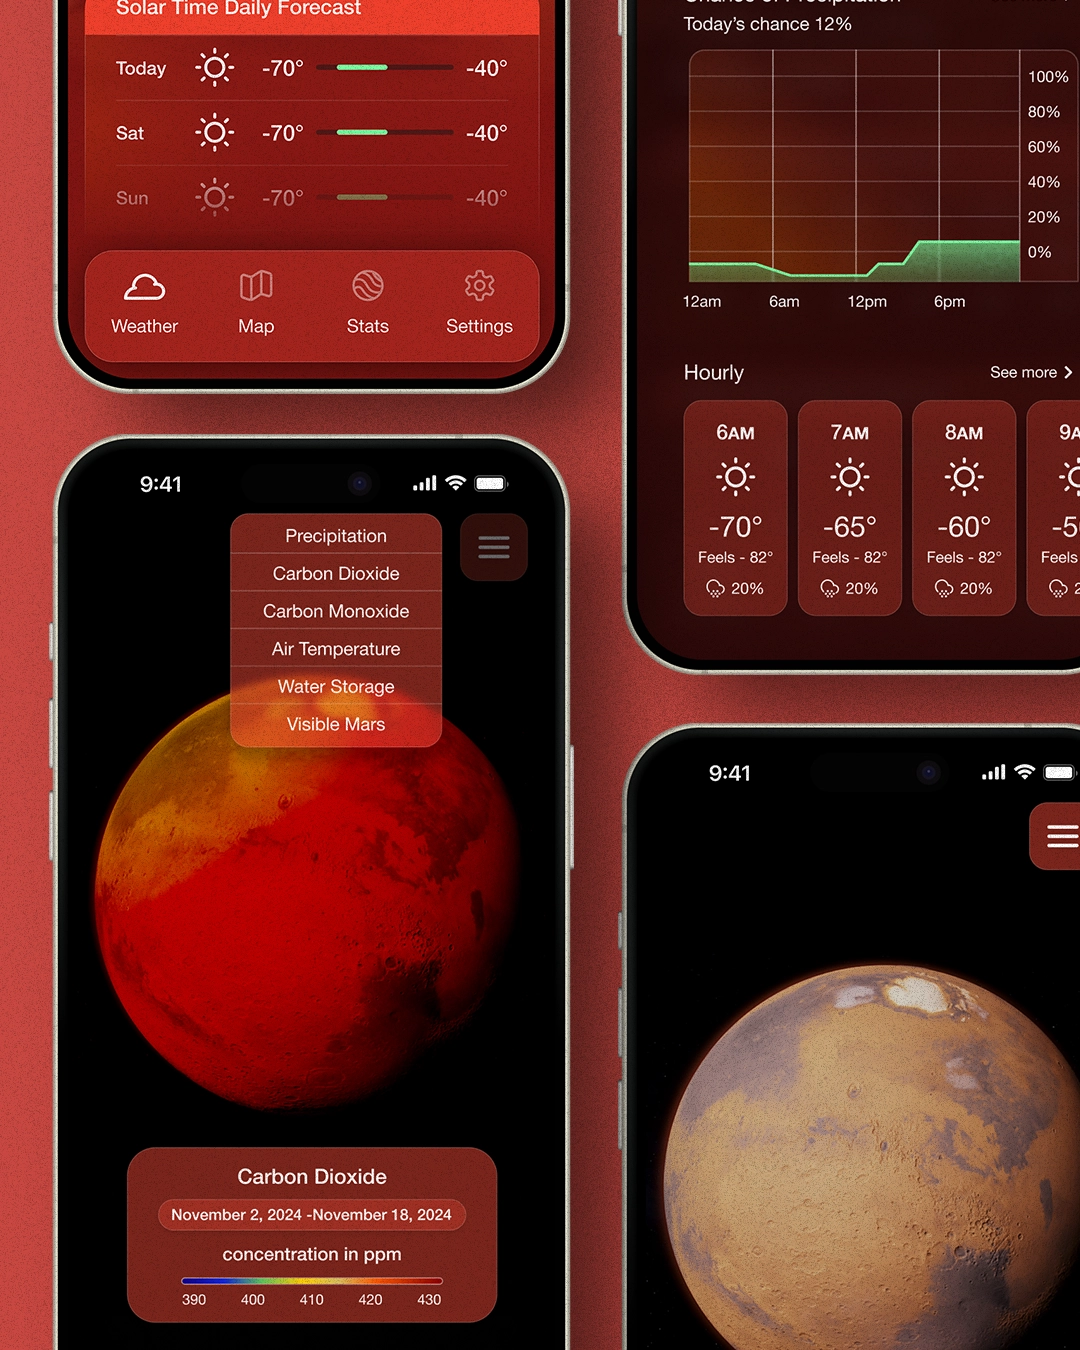 Solar Time Daily Forecast
Today -70° -40°
Sat -70° -40°
Sun -70° -40°
Weather Map Stats Settings
Today's chance 12%
100%
80%
60%
40%
20%
0%
12am 6am 12pm 6pm
Hourly See more
6AM 7AM 8AM
-70° -65° -60°
Feels - 82° Feels - 82° Feels - 82° Feels
20% 20% 20%
9:41
Precipitation
Carbon Dioxide
Carbon Monoxide
Air Temperature
Water Storage
Visible Mars
Carbon Dioxide
November 2, 2024 -November 18, 2024
concentration in ppm
390 400 410 420 430
9:41